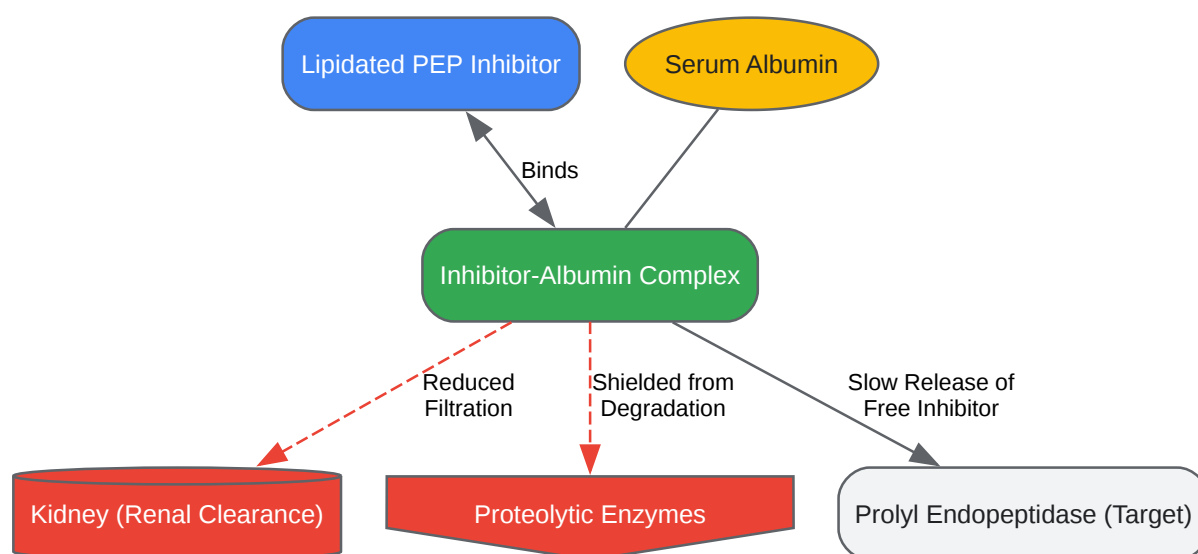 Lipidated PEP Inhibitor
Serum Albumin
Binds
Inhibitor-Albumin Complex
Reduced
Filtration
Shielded from
Degradation
Slow Release of
Free Inhibitor
Kidney (Renal Clearance)
Proteolytic Enzymes
Prolyl Endopeptidase (Target)